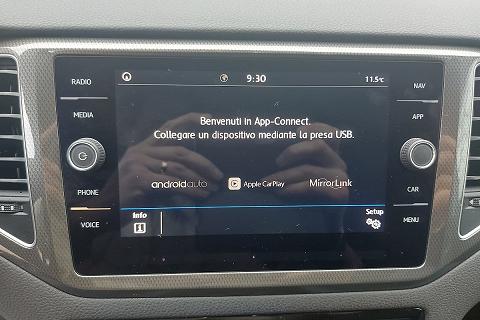 RADIO
MEDIA
PHONE
VOICE
9:30
11.5°C
Benvenuti in App-Connect.
Collegare un dispositivo mediante la presa USB.
androidauto
Apple CarPlay
MirrorLink
Info
Setup
NAV
APP
CAR
MENU